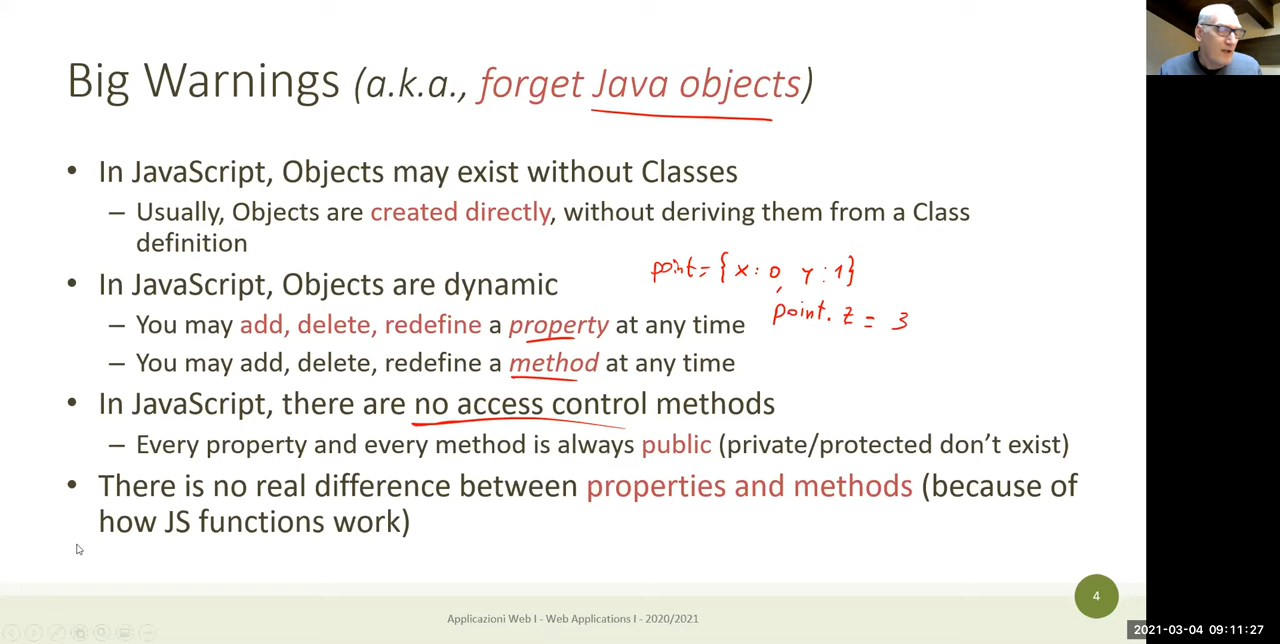 Big Warnings (a.k.a., forget Java objects)
• In JavaScript, Objects may exist without Classes
– Usually, Objects are created directly, without deriving them from a Class
definition
point = { x : 0, y : 1}
• In JavaScript, Objects are dynamic
point. z = 3
– You may add, delete, redefine a property at any time
– You may add, delete, redefine a method at any time
• In JavaScript, there are no access control methods
– Every property and every method is always public (private/protected don’t exist)
• There is no real difference between properties and methods (because of
how JS functions work)
4
Applicazioni Web I - Web Applications I - 2020/2021
2021-03-04 09:11:27